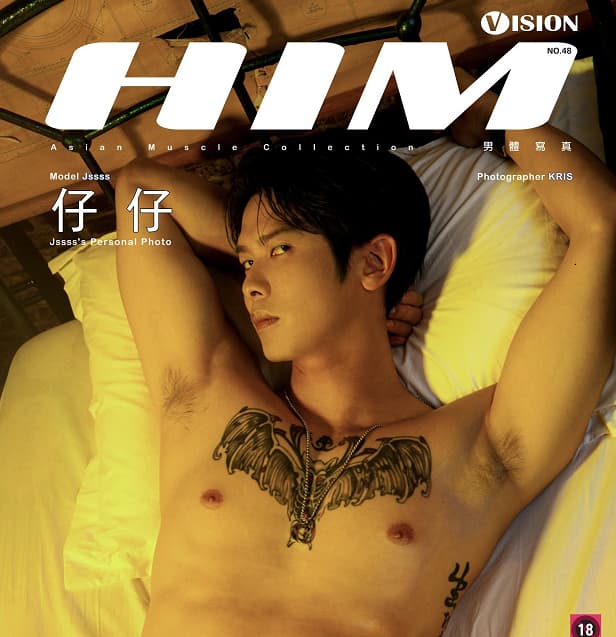 VISION
HIM
NO.48
Asian Muscle Collection 男體寫真
Model Jssss
仔仔
Jssss's Personal Photo
Photographer KRIS
18